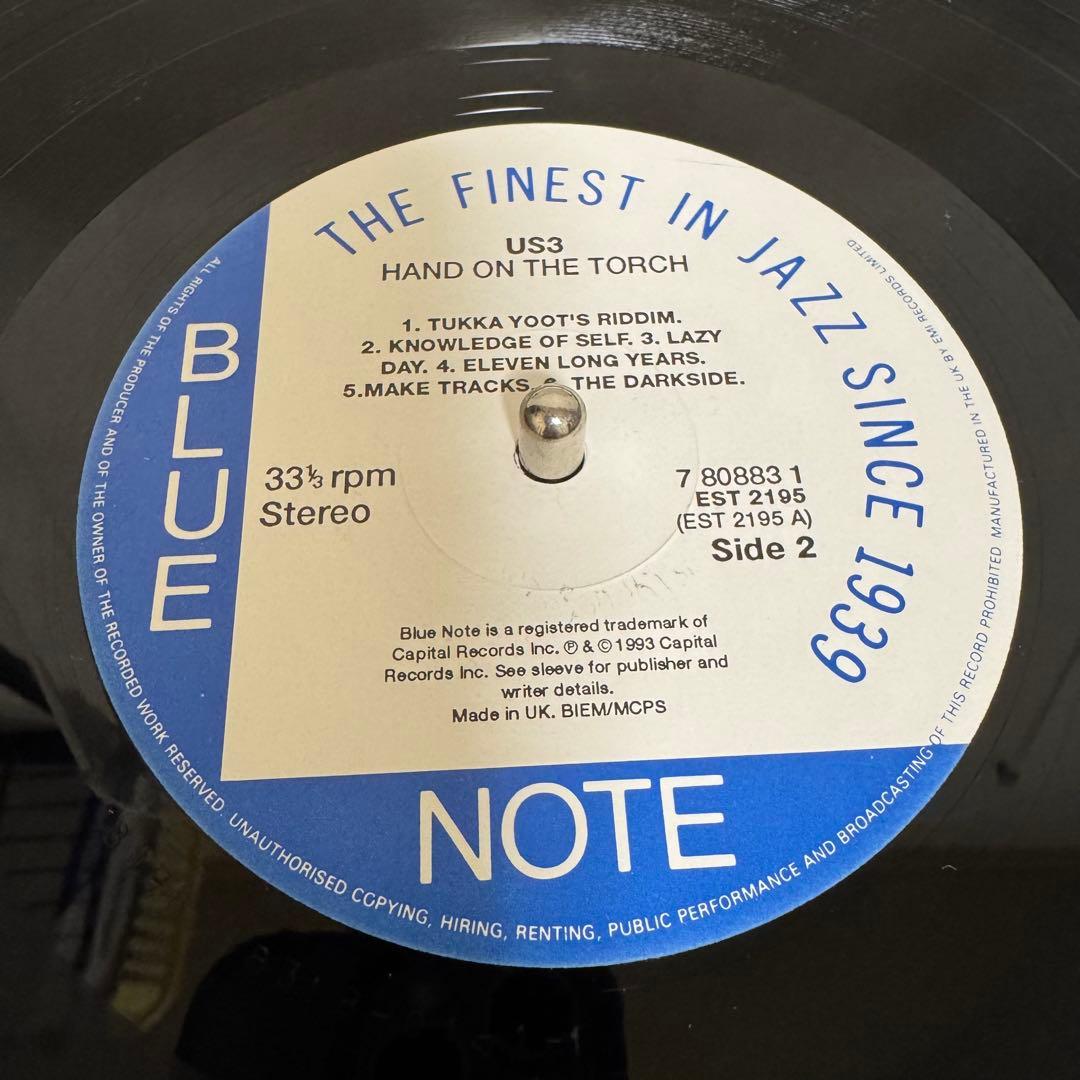 THE FINEST IN JAZZ SINCE 1939
US3
HAND ON THE TORCH
1. TUKKA YOOT'S RIDDIM.
2. KNOWLEDGE OF SELF. 3. LAZY
DAY. 4. ELEVEN LONG YEARS.
5.MAKE TRACKS. THE DARKSIDE.
33⅓ rpm
Stereo
7 80883 1
EST 2195
(EST 2195 A)
Side 2
Blue Note is a registered trademark of
Capital Records Inc. ℗ & © 1993 Capital
Records Inc. See sleeve for publisher and
writer details.
Made in UK. BIEM/MCPS
BLUE
NOTE
ALL RIGHTS OF THE PRODUCER AND OF THE OWNER OF THE RECORDED WORK RESERVED. UNAUTHORISED COPYING, HIRING, RENTING, PUBLIC PERFORMANCE AND BROADCASTING OF THIS RECORD PROHIBITED MANUFACTURED IN THE UK BY EMI RECORDS LIMITED